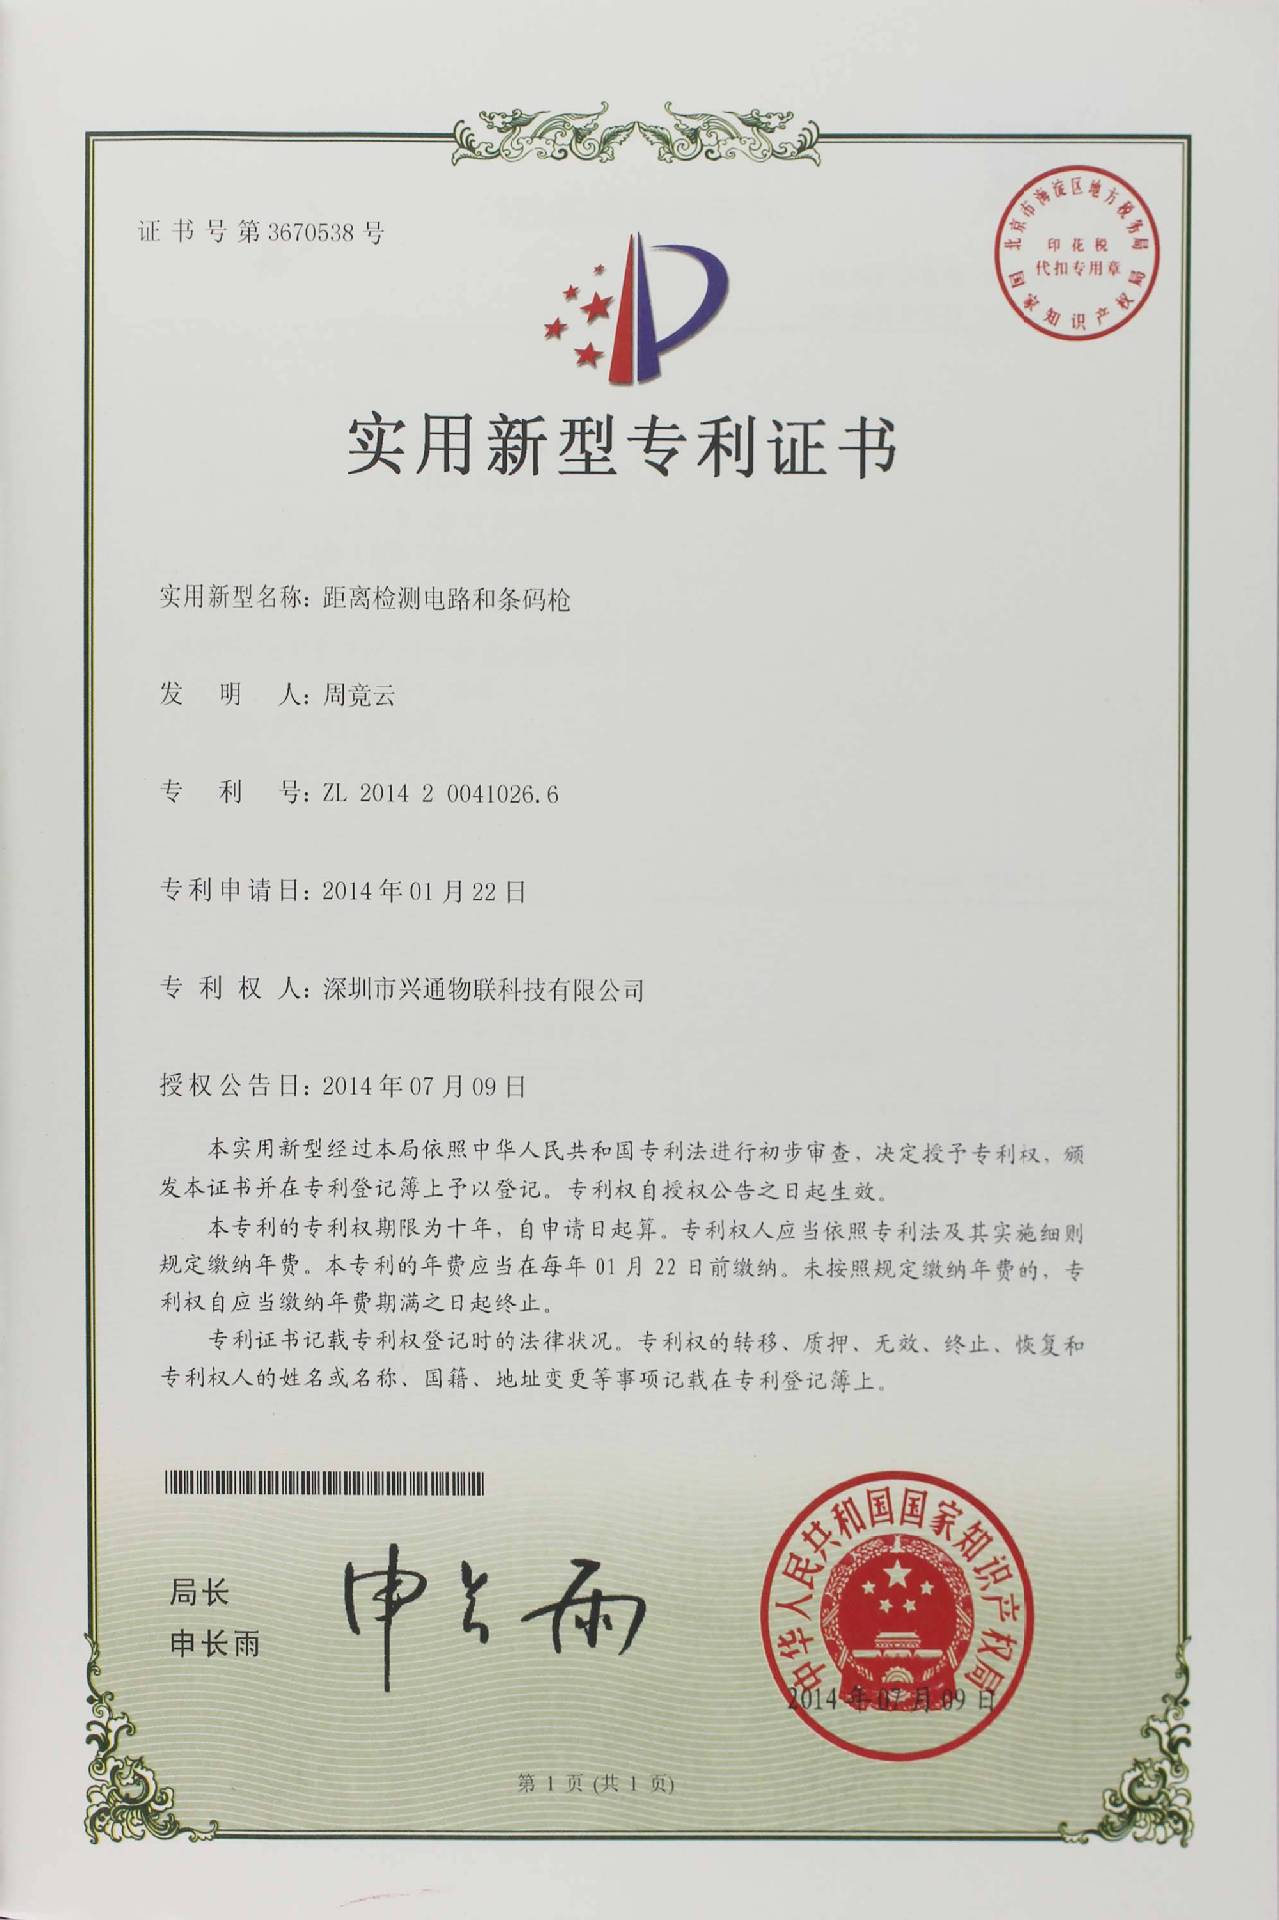 证书号第3670538号
北京市海淀区地方税务局
印花税
代扣专用章
国家知识产权局
实用新型专利证书
实用新型名称: 距离检测电路和条码枪
发明人: 周竟云
专利号: ZL 2014 2 0041026.6
专利申请日: 2014年01月22日
专利权人: 深圳市兴通物联科技有限公司
授权公告日: 2014年07月09日
本实用新型经过本局依照中华人民共和国专利法进行初步审查，决定授予专利权，颁
发本证书并在专利登记簿上予以登记。专利权自授权公告之日起生效。
本专利的专利权期限为十年，自申请日起算。专利权人应当依照专利法及其实施细则
规定缴纳年费。本专利的年费应当在每年01月22日前缴纳。未按照规定缴纳年费的，专
利权自应当缴纳年费期满之日起终止。
专利证书记载专利权登记时的法律状况。专利权的转移、质押、无效、终止、恢复和
专利权人的姓名或名称、国籍、地址变更等事项记载在专利登记簿上。
局长
申长雨
申长雨
中华人民共和国国家知识产权局
2014年07月09日
第1页(共1页)